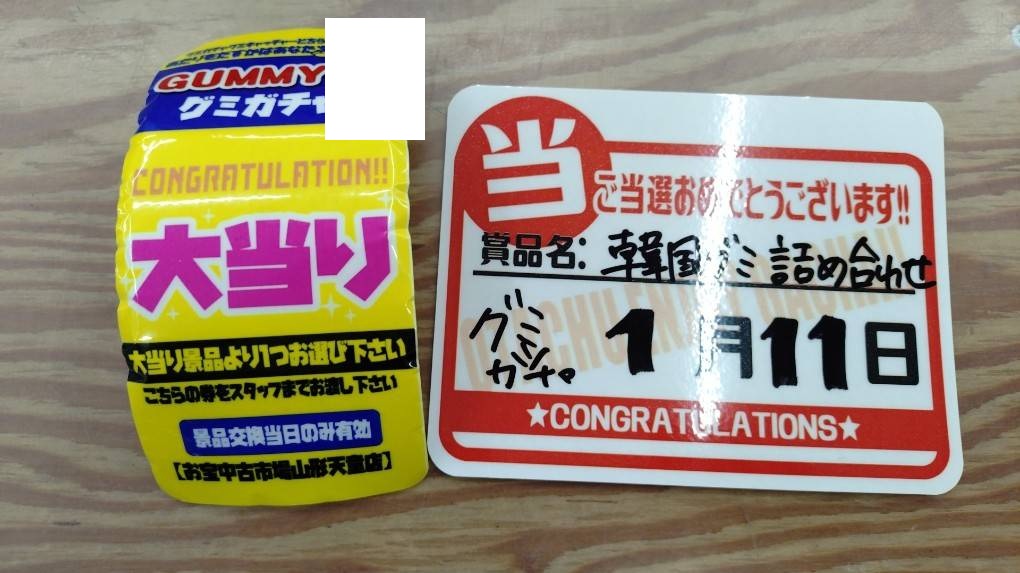 GUMMY
グミガチャ
CONGRATULATION!!
大当り
大当り景品より1つお選び下さい
こちらの券をスタッフまでお渡し下さい
景品交換当日のみ有効
【お宝中古市場山形天童店】
当
ご当選おめでとうございます!!
賞品名: 韓国グミ詰め合わせ
グミガチャ。
1月11日
★CONGRATULATIONS★